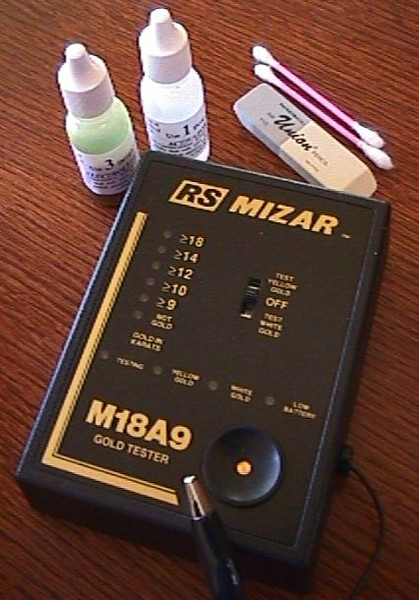 1
3
Union
RS MIZAR ™
≥18
≥14
≥12
≥10
≥9
NOT
GOLD
GOLD IN
KARATS
TEST
YELLOW
GOLD
OFF
TEST
WHITE
GOLD
TESTING
YELLOW
GOLD
WHITE
GOLD
LOW
BATTERY
M18A9
GOLD TESTER